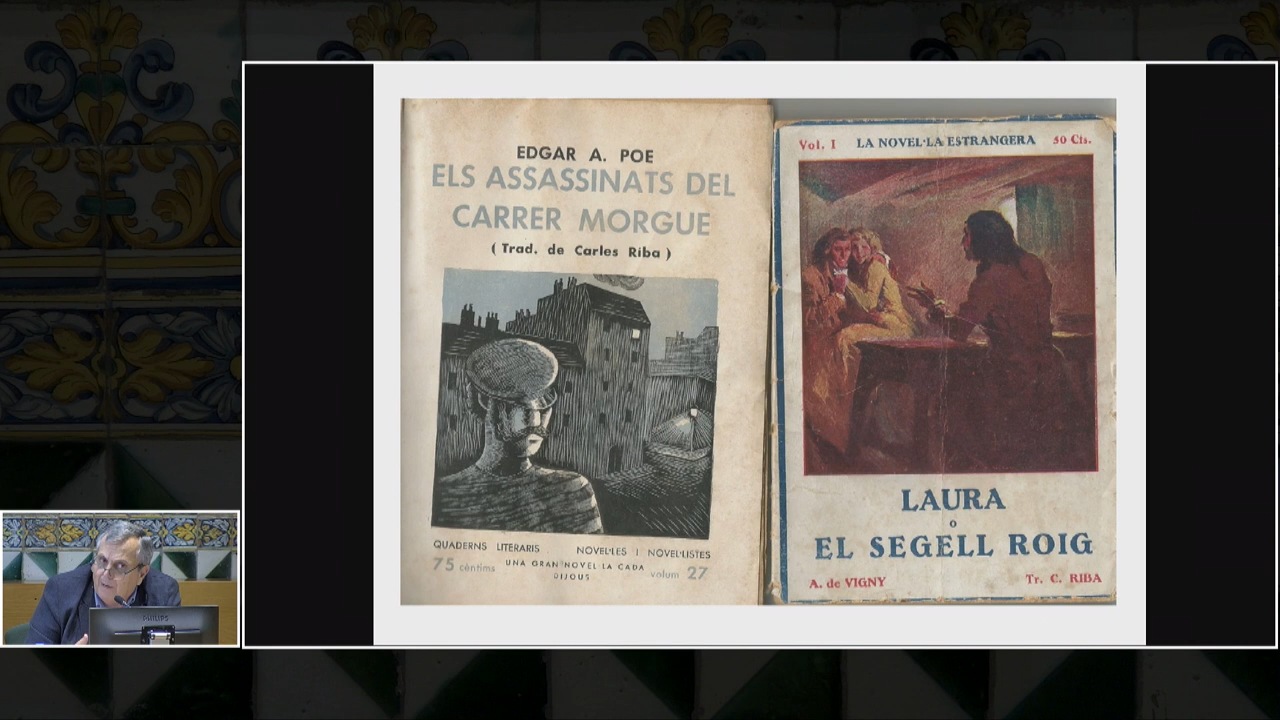 EDGAR A. POE
ELS ASSASSINATS DEL
CARRER MORGUE
( Trad. de Carles Riba )
QUADERNS LITERARIS NOVEL·LES I NOVEL·LISTES
75 cèntims UNA GRAN NOVEL·LA CADA DIJOUS volum 27
Vol. I LA NOVEL·LA ESTRANGERA 50 Cts.
LAURA
o
EL SEGELL ROIG
A. de VIGNY Tr. C. RIBA
PHILIPS